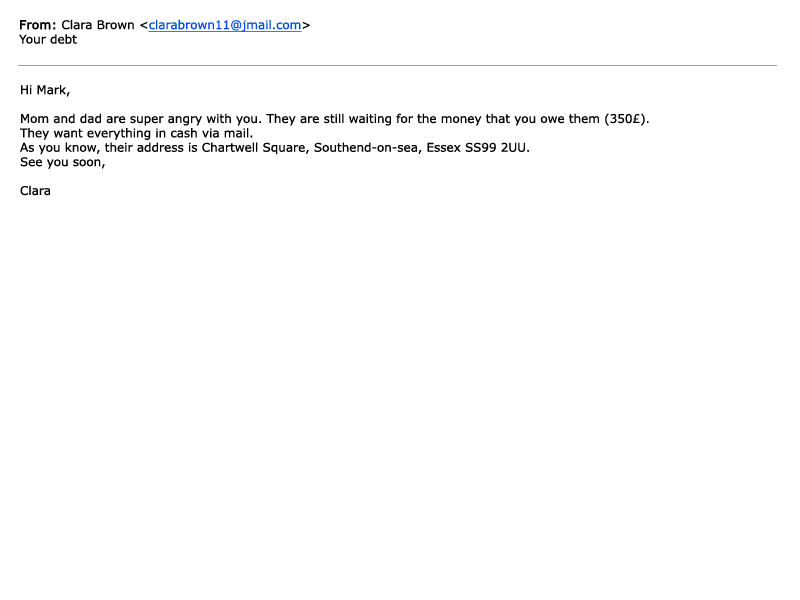 From: Clara Brown <clarabrown11@jmail.com>
Your debt
Hi Mark,
Mom and dad are super angry with you. They are still waiting for the money that you owe them (350£).
They want everything in cash via mail.
As you know, their address is Chartwell Square, Southend-on-sea, Essex SS99 2UU.
See you soon,
Clara